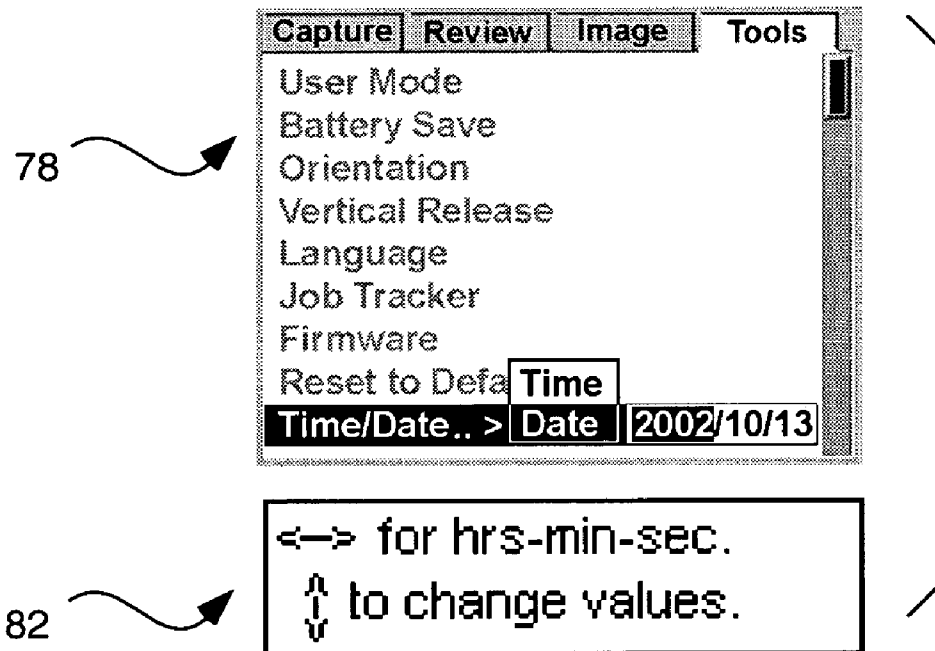 Capture Review Image Tools
User Mode
Battery Save
78
Orientation
Vertical Release
Language
Job Tracker
Firmware
Reset to Defa Time
Time/Date.. > Date 2002/10/13
<–> for hrs-min-sec.
to change values.
82